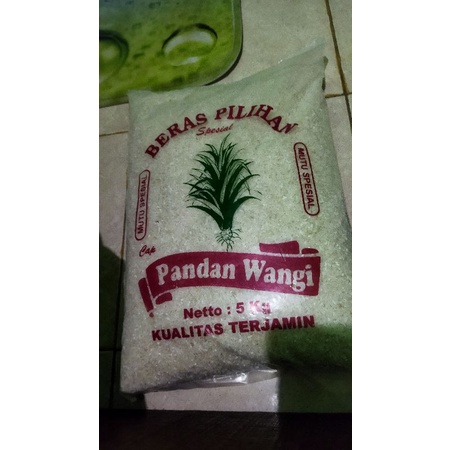 BERAS PILIHAN
Spesial
MUTU SPESIAL
MUTU SPESIAL
Cap
Pandan Wangi
Netto : 5 Kg
KUALITAS TERJAMIN